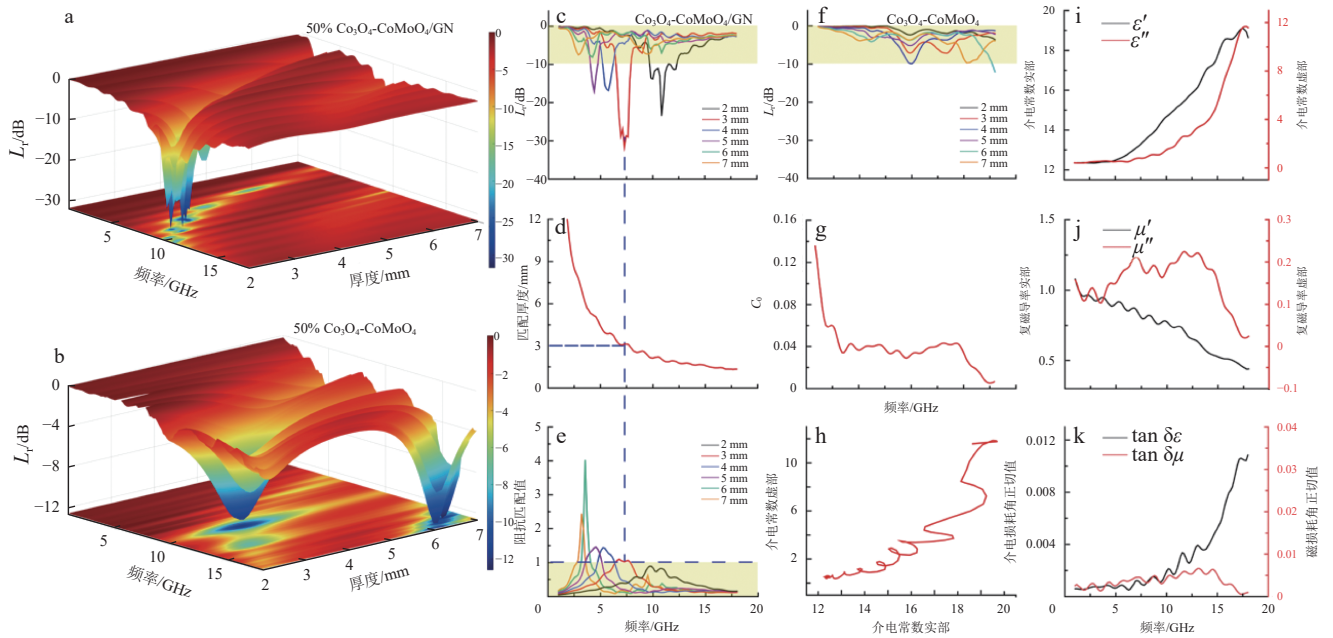 a
50% Co₃O₄-CoMoO₄/GN
0
−10
−20
−30
Lr/dB
5
10
15
频率/GHz
2
3
4
5
6
7
厚度/mm
0
−5
−10
−15
−20
−25
−30
b
50% Co₃O₄-CoMoO₄
0
−4
−8
−12
Lr/dB
5
10
15
频率/GHz
2
3
4
5
6
7
厚度/mm
0
−2
−4
−6
−8
−10
−12
c
Co₃O₄-CoMoO₄/GN
0
−10
−20
−30
−40
Lr/dB
2 mm
3 mm
4 mm
5 mm
6 mm
7 mm
d
12
9
6
3
0
匹配厚度/mm
e
5
4
3
2
1
0
阻抗匹配值
2 mm
3 mm
4 mm
5 mm
6 mm
7 mm
5
10
15
20
频率/GHz
f
Co₃O₄-CoMoO₄
0
−10
−20
−30
−40
Lr/dB
2 mm
3 mm
4 mm
5 mm
6 mm
7 mm
g
0.16
0.12
0.08
0.04
0
C₀
频率/GHz
h
10
8
6
4
2
介电常数虚部
12
14
16
18
20
介电常数实部
i
ε′
ε″
20
18
16
14
12
介电常数实部
12
8
4
0
介电常数虚部
j
μ′
μ″
1.5
1.0
0.5
复磁导率实部
0.3
0.2
0.1
0
−0.1
复磁导率虚部
k
tan δε
tan δμ
0.012
0.008
0.004
介电损耗角正切值
0.04
0.03
0.02
0.01
0
磁损耗角正切值
0
5
10
15
20
频率/GHz